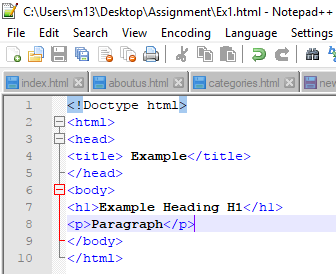 C:\Users\m13\Desktop\Assignment\Ex1.html - Notepad++
File Edit Search View Encoding Language Settings
index.html aboutus.html categories.html
1 <!Doctype html>
2 <html>
3 <head>
4 <title> Example</title>
5 </head>
6 <body>
7 <h1>Example Heading H1</h1>
8 <p>Paragraph</p>
9 </body>
10 </html>